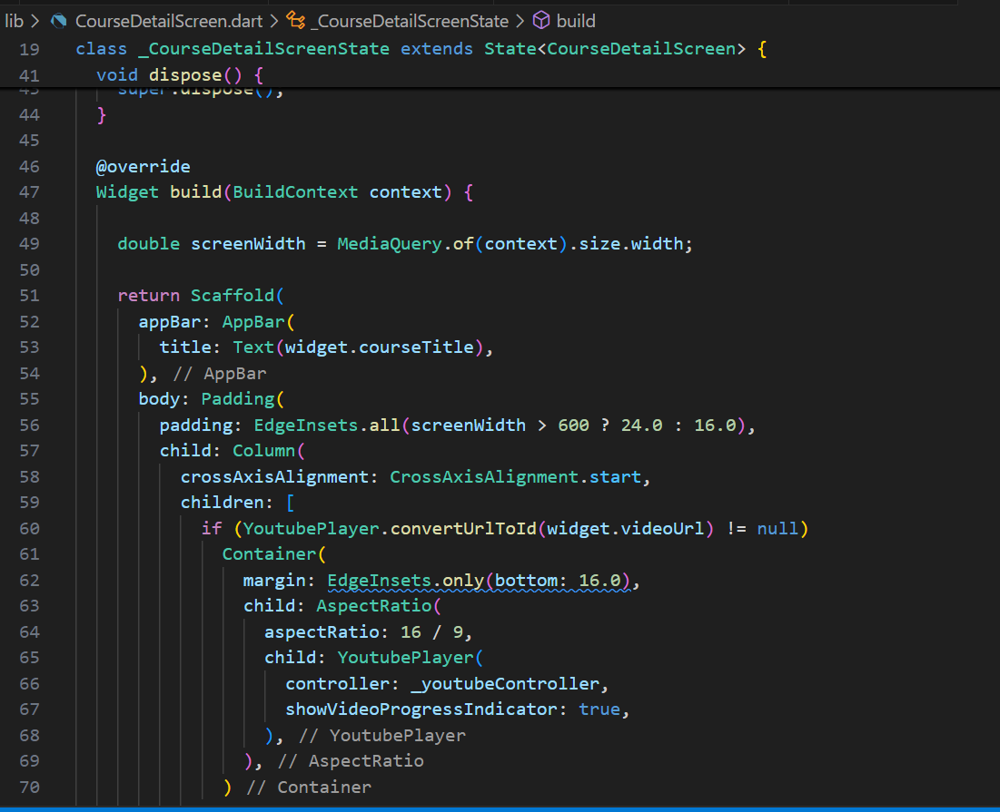 lib > CourseDetailScreen.dart > _CourseDetailScreenState > build
19 class _CourseDetailScreenState extends State<CourseDetailScreen> {
41 void dispose() {
43 super.dispose();
44 }
45
46 @override
47 Widget build(BuildContext context) {
48
49 double screenWidth = MediaQuery.of(context).size.width;
50
51 return Scaffold(
52 appBar: AppBar(
53 title: Text(widget.courseTitle),
54 ), // AppBar
55 body: Padding(
56 padding: EdgeInsets.all(screenWidth > 600 ? 24.0 : 16.0),
57 child: Column(
58 crossAxisAlignment: CrossAxisAlignment.start,
59 children: [
60 if (YoutubePlayer.convertUrlToId(widget.videoUrl) != null)
61 Container(
62 margin: EdgeInsets.only(bottom: 16.0),
63 child: AspectRatio(
64 aspectRatio: 16 / 9,
65 child: YoutubePlayer(
66 controller: _youtubeController,
67 showVideoProgressIndicator: true,
68 ), // YoutubePlayer
69 ), // AspectRatio
70 ) // Container